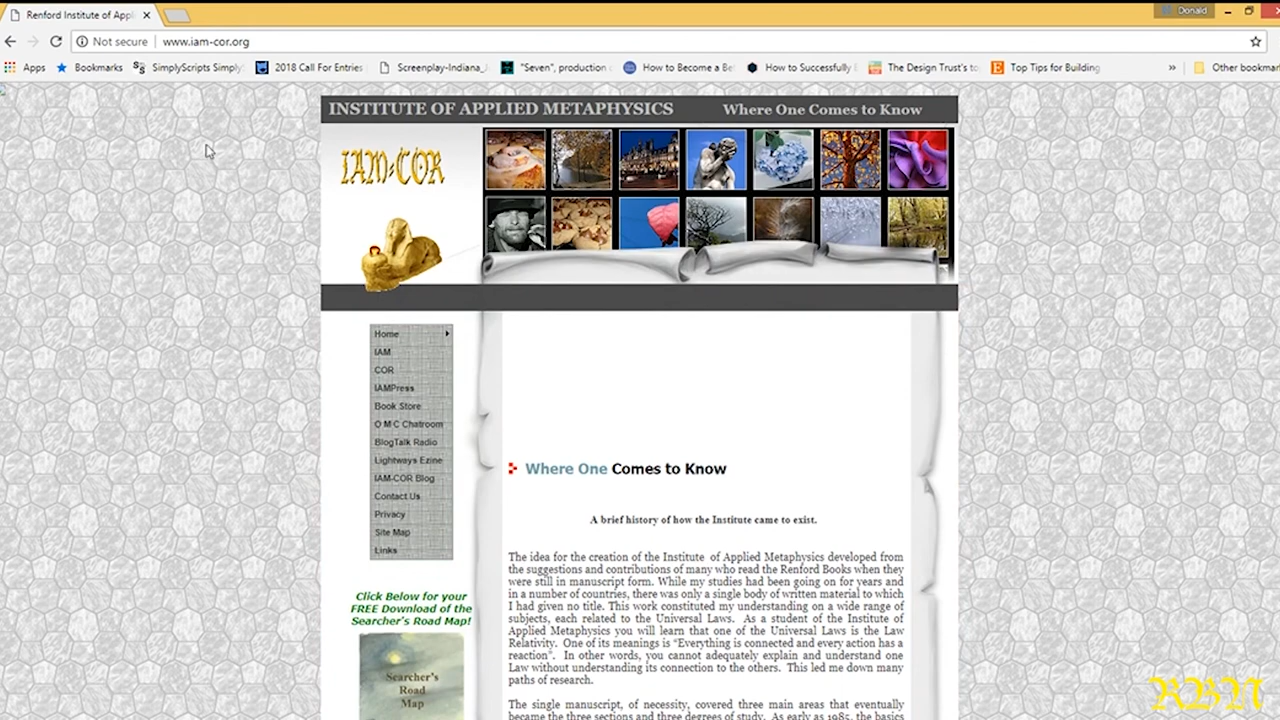 Renford Institute of Appl
Donald
Not secure
www.iam-cor.org
Apps
Bookmarks
SimplyScripts Simply
2018 Call For Entries
Screenplay-Indiana_
"Seven", production
How to Become a Be
How to Successfully
The Design Trust's to
Top Tips for Building
»
Other bookmar
INSTITUTE OF APPLIED METAPHYSICS
Where One Comes to Know
IAM-COR
Home
IAM
COR
IAMPress
Book Store
O M C Chatroom
BlogTalk Radio
Lightways Ezine
IAM-COR Blog
Contact Us
Privacy
Site Map
Links
Click Below for your
FREE Download of the
Searcher's Road Map!
Searcher's
Road
Map
Where One Comes to Know
A brief history of how the Institute came to exist.
The idea for the creation of the Institute of Applied Metaphysics developed from
the suggestions and contributions of many who read the Renford Books when they
were still in manuscript form. While my studies had been going on for years and
in a number of countries, there was only a single body of written material to which
I had given no title. This work constituted my understanding on a wide range of
subjects, each related to the Universal Laws. As a student of the Institute of
Applied Metaphysics you will learn that one of the Universal Laws is the Law
Relativity. One of its meanings is “Everything is connected and every action has a
reaction”. In other words, you cannot adequately explain and understand one
Law without understanding its connection to the others. This led me down many
paths of research.
The single manuscript, of necessity, covered three main areas that eventually
became the three sections and three degrees of study. As early as 1985, the basics
RBN